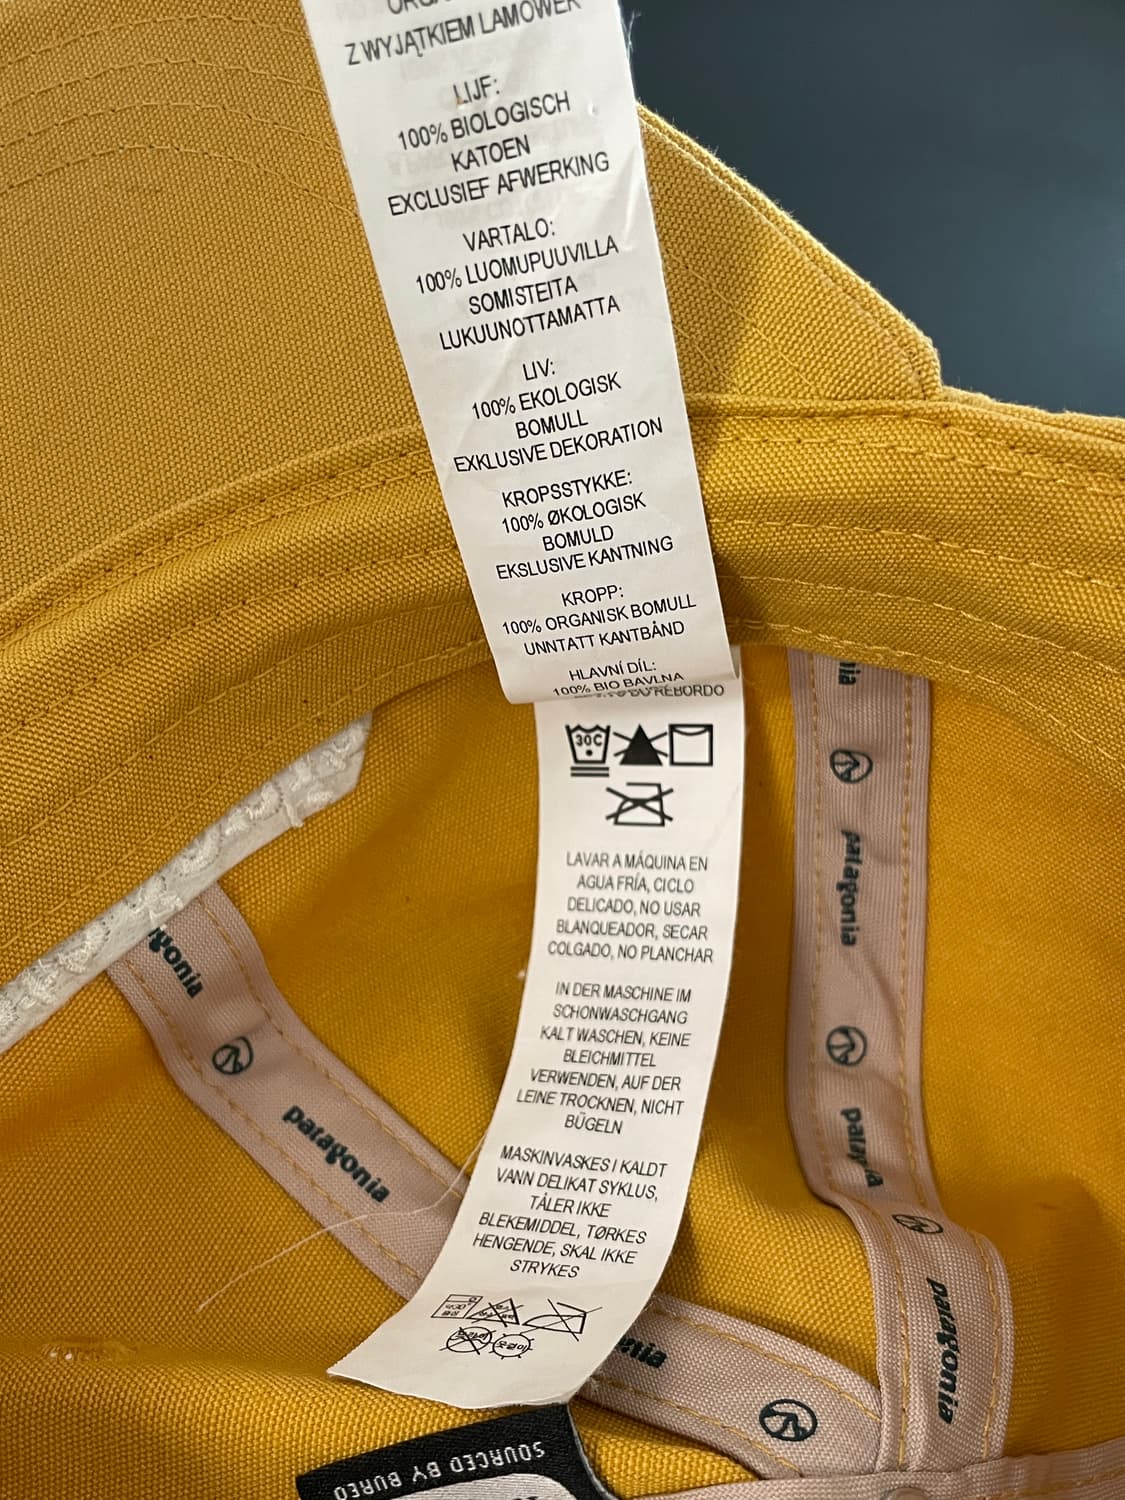 Z WYJĄTKIEM LAMÓWEK
LIJF:
100% BIOLOGISCH
KATOEN
EXCLUSIEF AFWERKING
VARTALO:
100% LUOMUPUUVILLA
SOMISTEITA
LUKUUNOTTAMATTA
LIV:
100% EKOLOGISK
BOMULL
EXKLUSIVE DEKORATION
KROPSSTYKKE:
100% ØKOLOGISK
BOMULD
EKSLUSIVE KANTNING
KROPP:
100% ORGANISK BOMULL
UNNTATT KANTBÅND
HLAVNÍ DÍL:
100% BIO BAVLNA
REBORDO
30C
LAVAR A MÁQUINA EN
AGUA FRÍA, CICLO
DELICADO, NO USAR
BLANQUEADOR, SECAR
COLGADO, NO PLANCHAR
IN DER MASCHINE IM
SCHONWASCHGANG
KALT WASCHEN, KEINE
BLEICHMITTEL
VERWENDEN, AUF DER
LEINE TROCKNEN, NICHT
BÜGELN
MASKINVASKES I KALDT
VANN DELIKAT SYKLUS,
TÅLER IKKE
BLEKEMIDDEL, TØRKES
HENGENDE, SKAL IKKE
STRYKES
patagonia
patagonia
patagonia
patagonia
patagonia
SOURCED BY BUREO